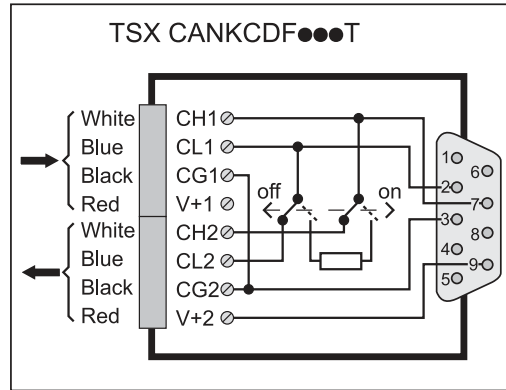 TSX CANKCDF●●●T
White CH1
Blue CL1
Black CG1
Red V+1
White CH2
Blue CL2
Black CG2
Red V+2
off on
1
6
2
7
3
8
4
9
5